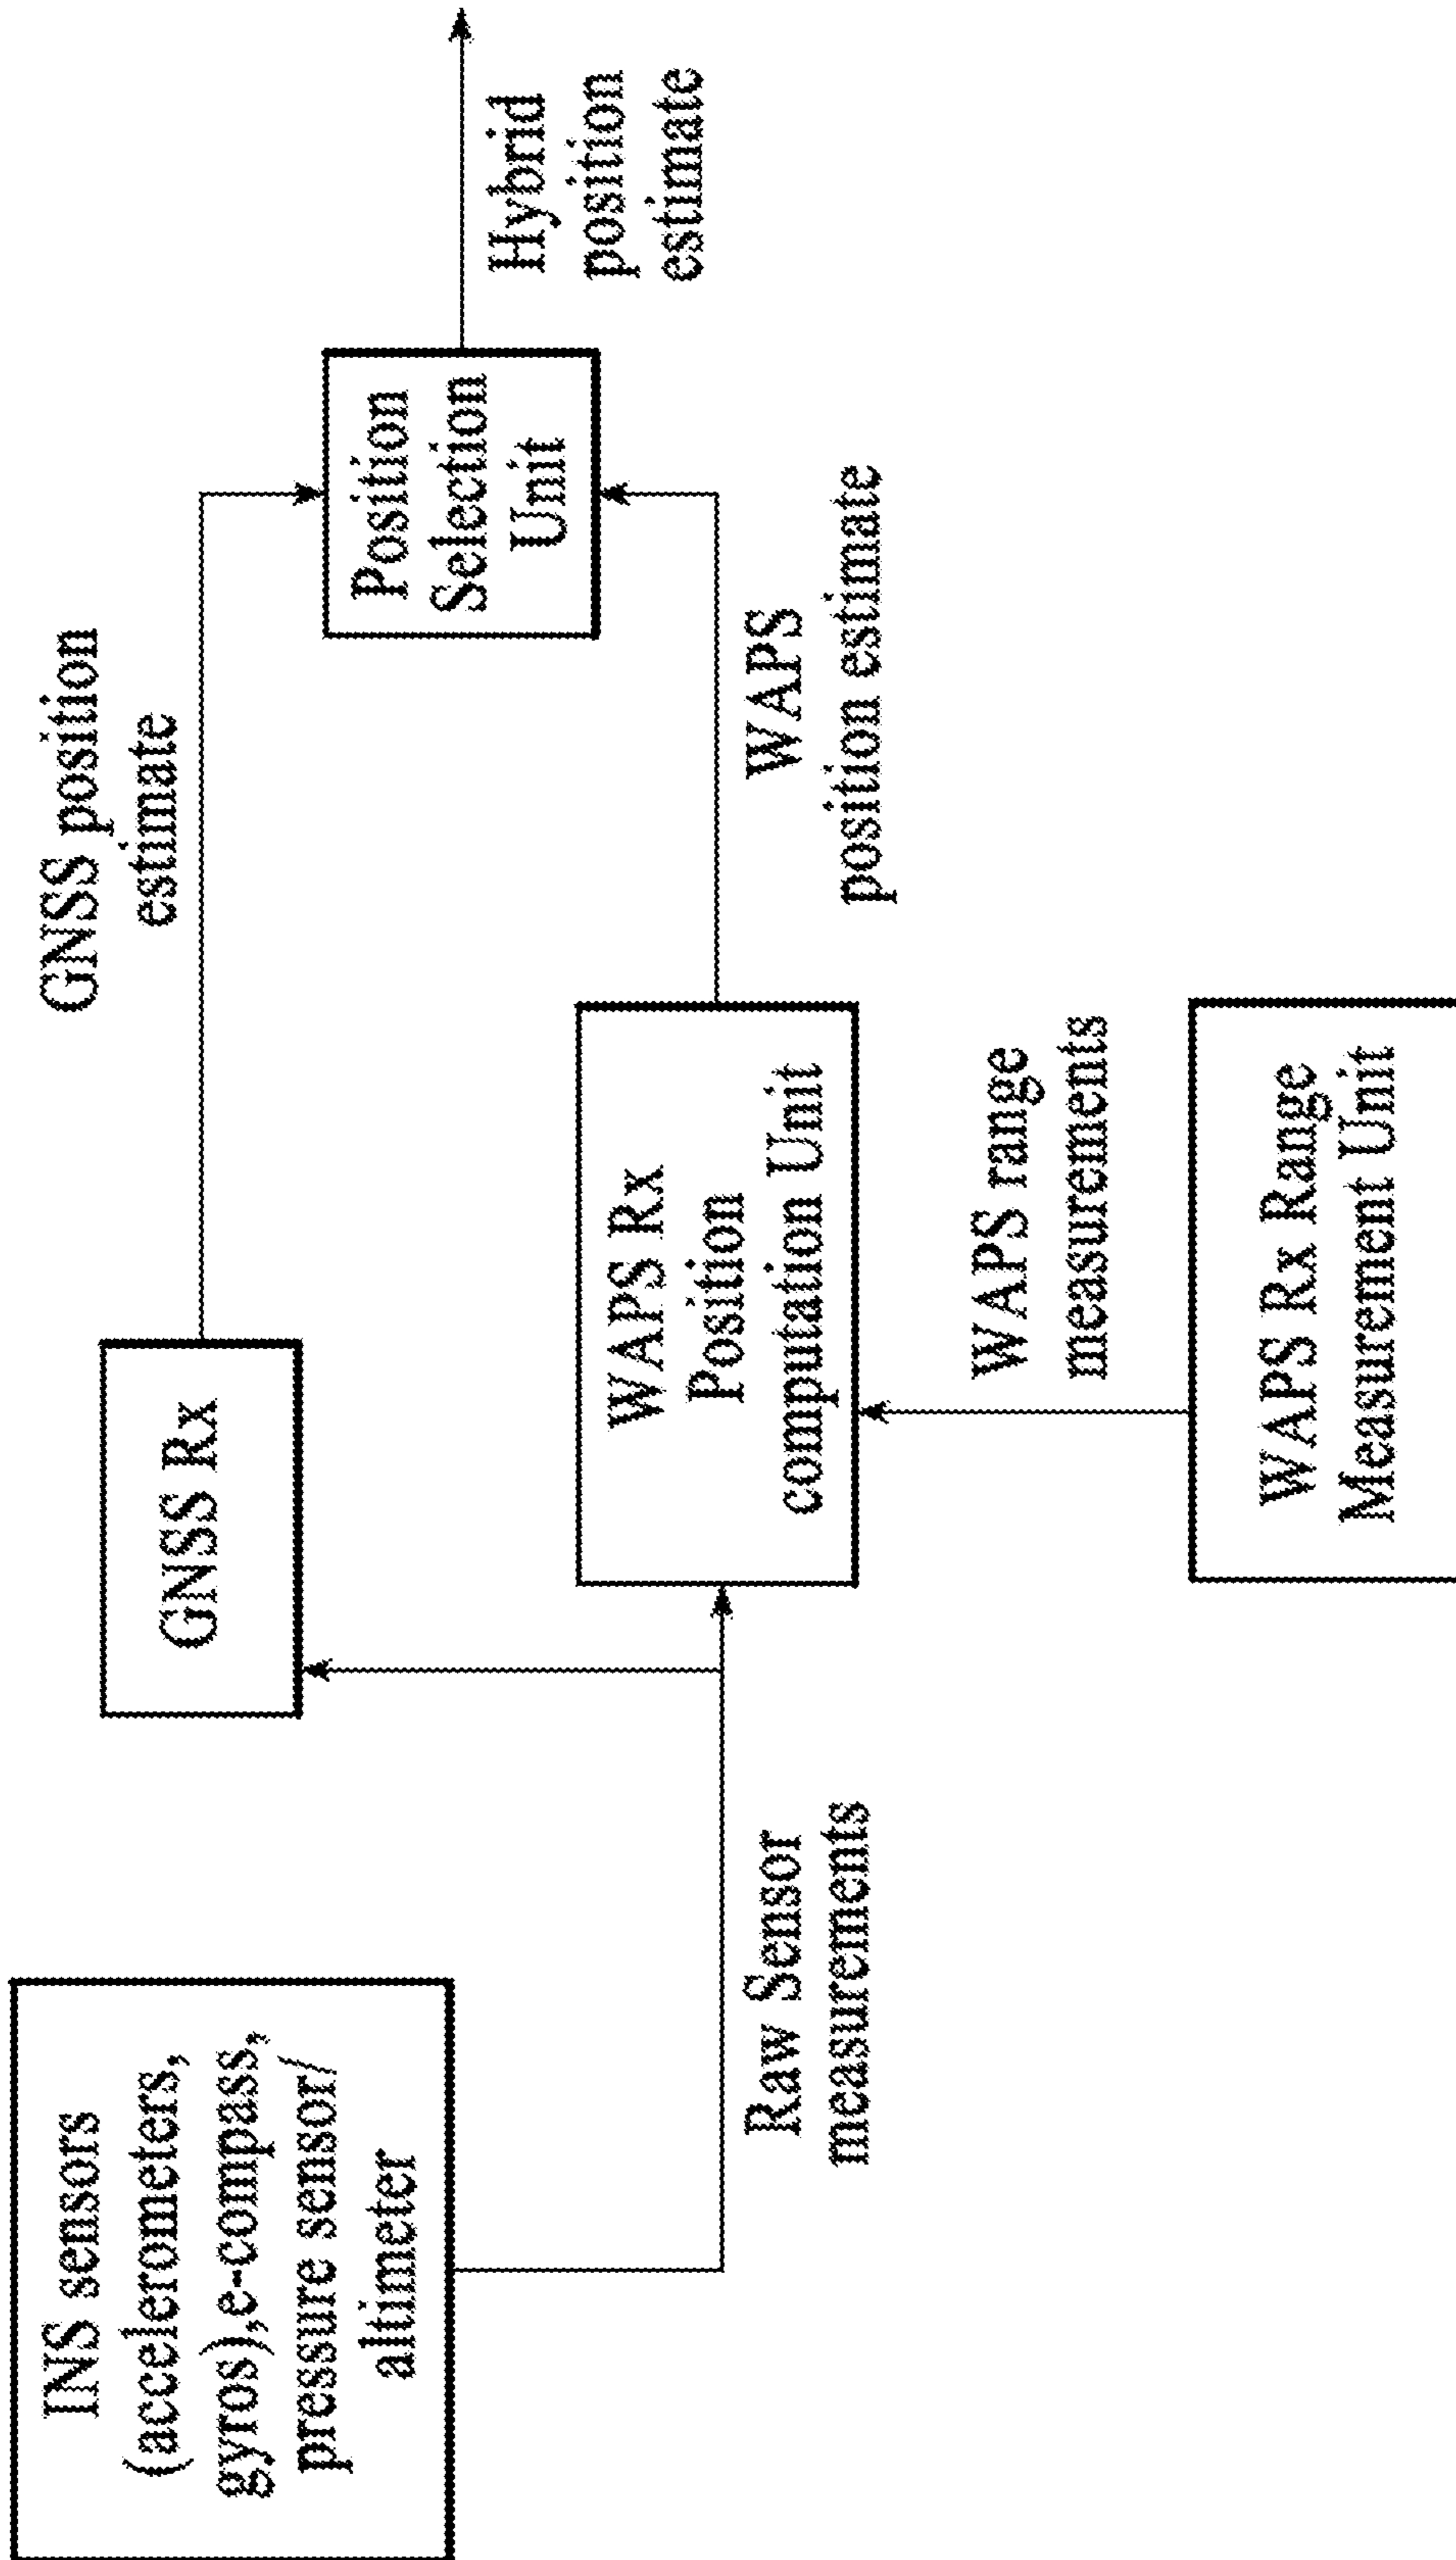 INS sensors
(accelerometers,
gyros),e-compass,
pressure sensor/
altimeter
Raw Sensor
measurements
GNSS Rx
GNSS position
estimate
WAPS Rx
Position
computation Unit
WAPS range
measurements
WAPS Rx Range
Measurement Unit
WAPS
position estimate
Position
Selection
Unit
Hybrid
position
estimate